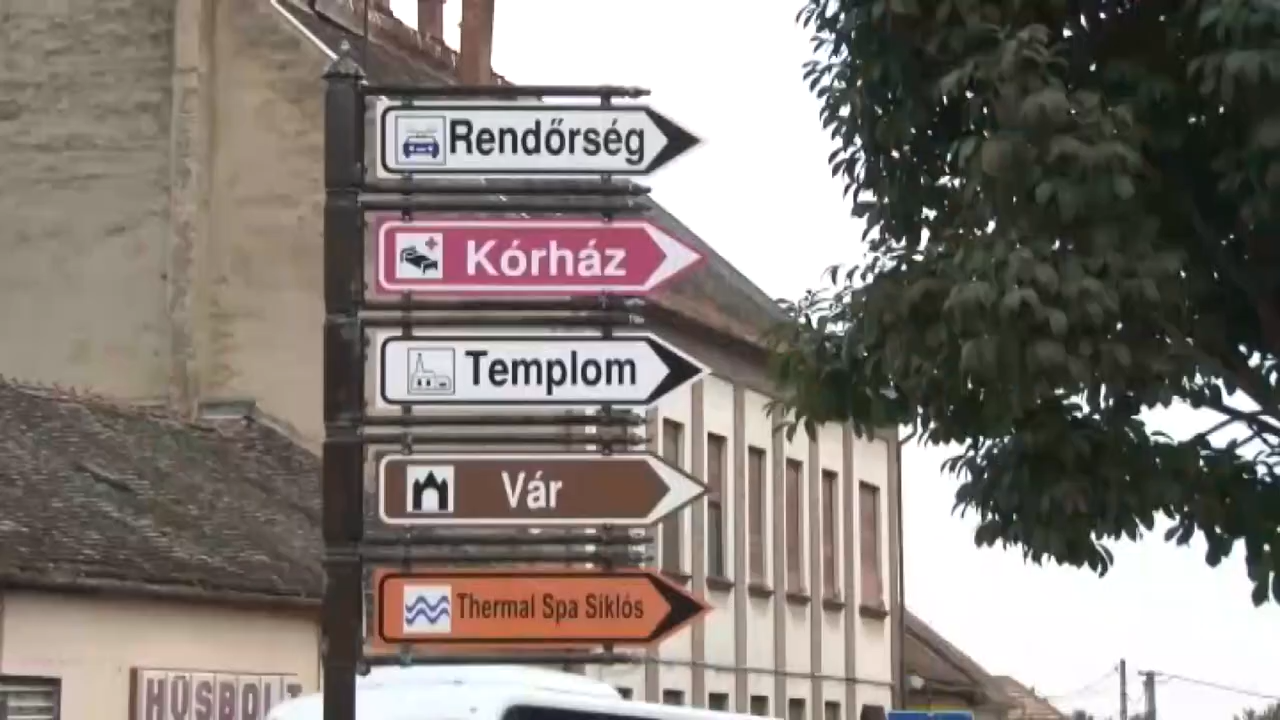 Rendőrség
Kórház
Templom
Vár
Thermal Spa Siklós
HÚSBOLT